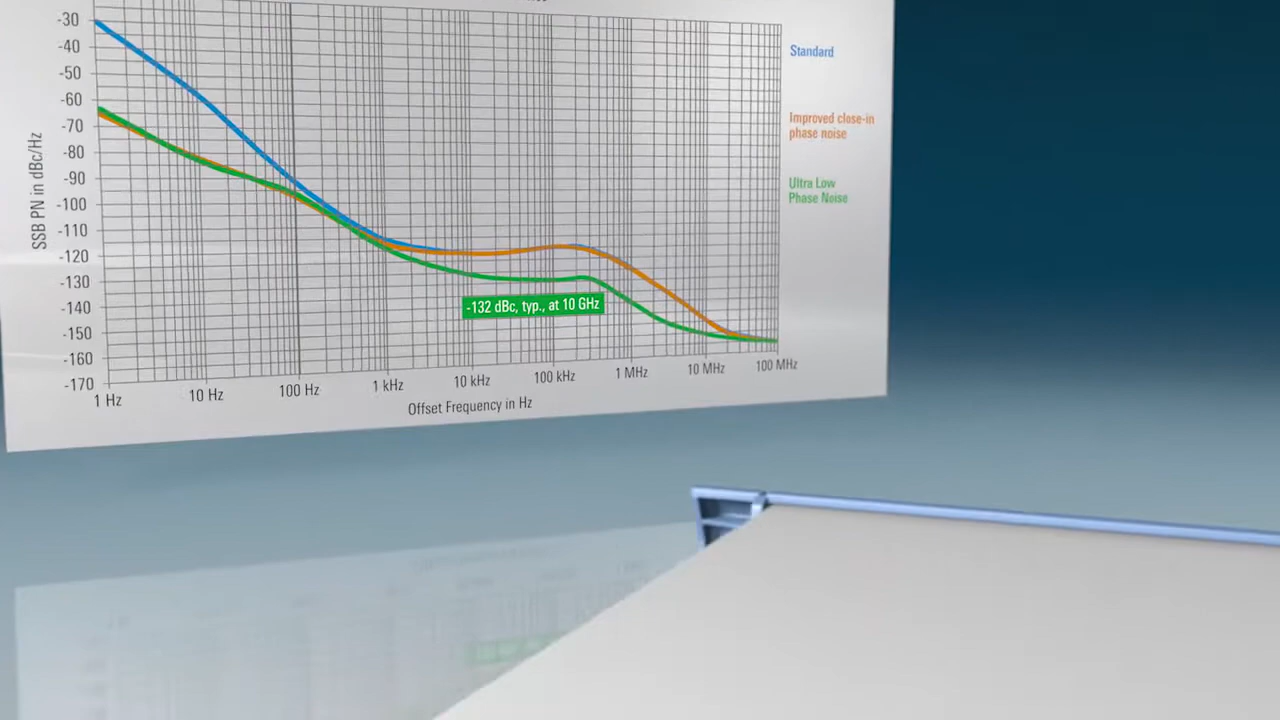 -30
-40
-50
-60
-70
-80
-90
-100
-110
-120
-130
-140
-150
-160
-170
SSB PN in dBc/Hz
1 Hz
10 Hz
100 Hz
1 kHz
10 kHz
100 kHz
1 MHz
10 MHz
100 MHz
Offset Frequency in Hz
-132 dBc, typ., at 10 GHz
Standard
Improved close-in
phase noise
Ultra Low
Phase Noise